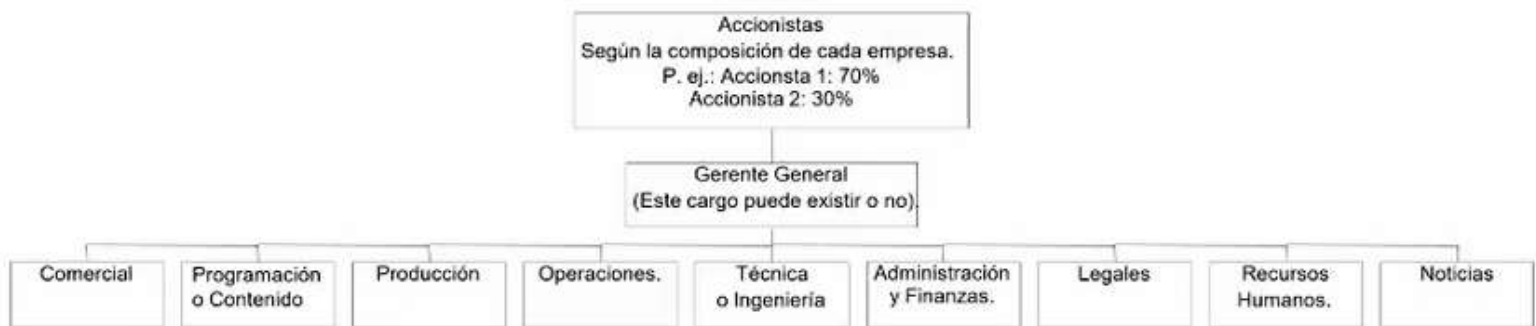 Accionistas
Según la composición de cada empresa.
P. ej.: Accionsta 1: 70%
Accionista 2: 30%
Gerente General
(Este cargo puede existir o no).
Comercial
Programación
o Contenido
Producción
Operaciones.
Técnica
o Ingeniería
Administración
y Finanzas.
Legales
Recursos
Humanos.
Noticias